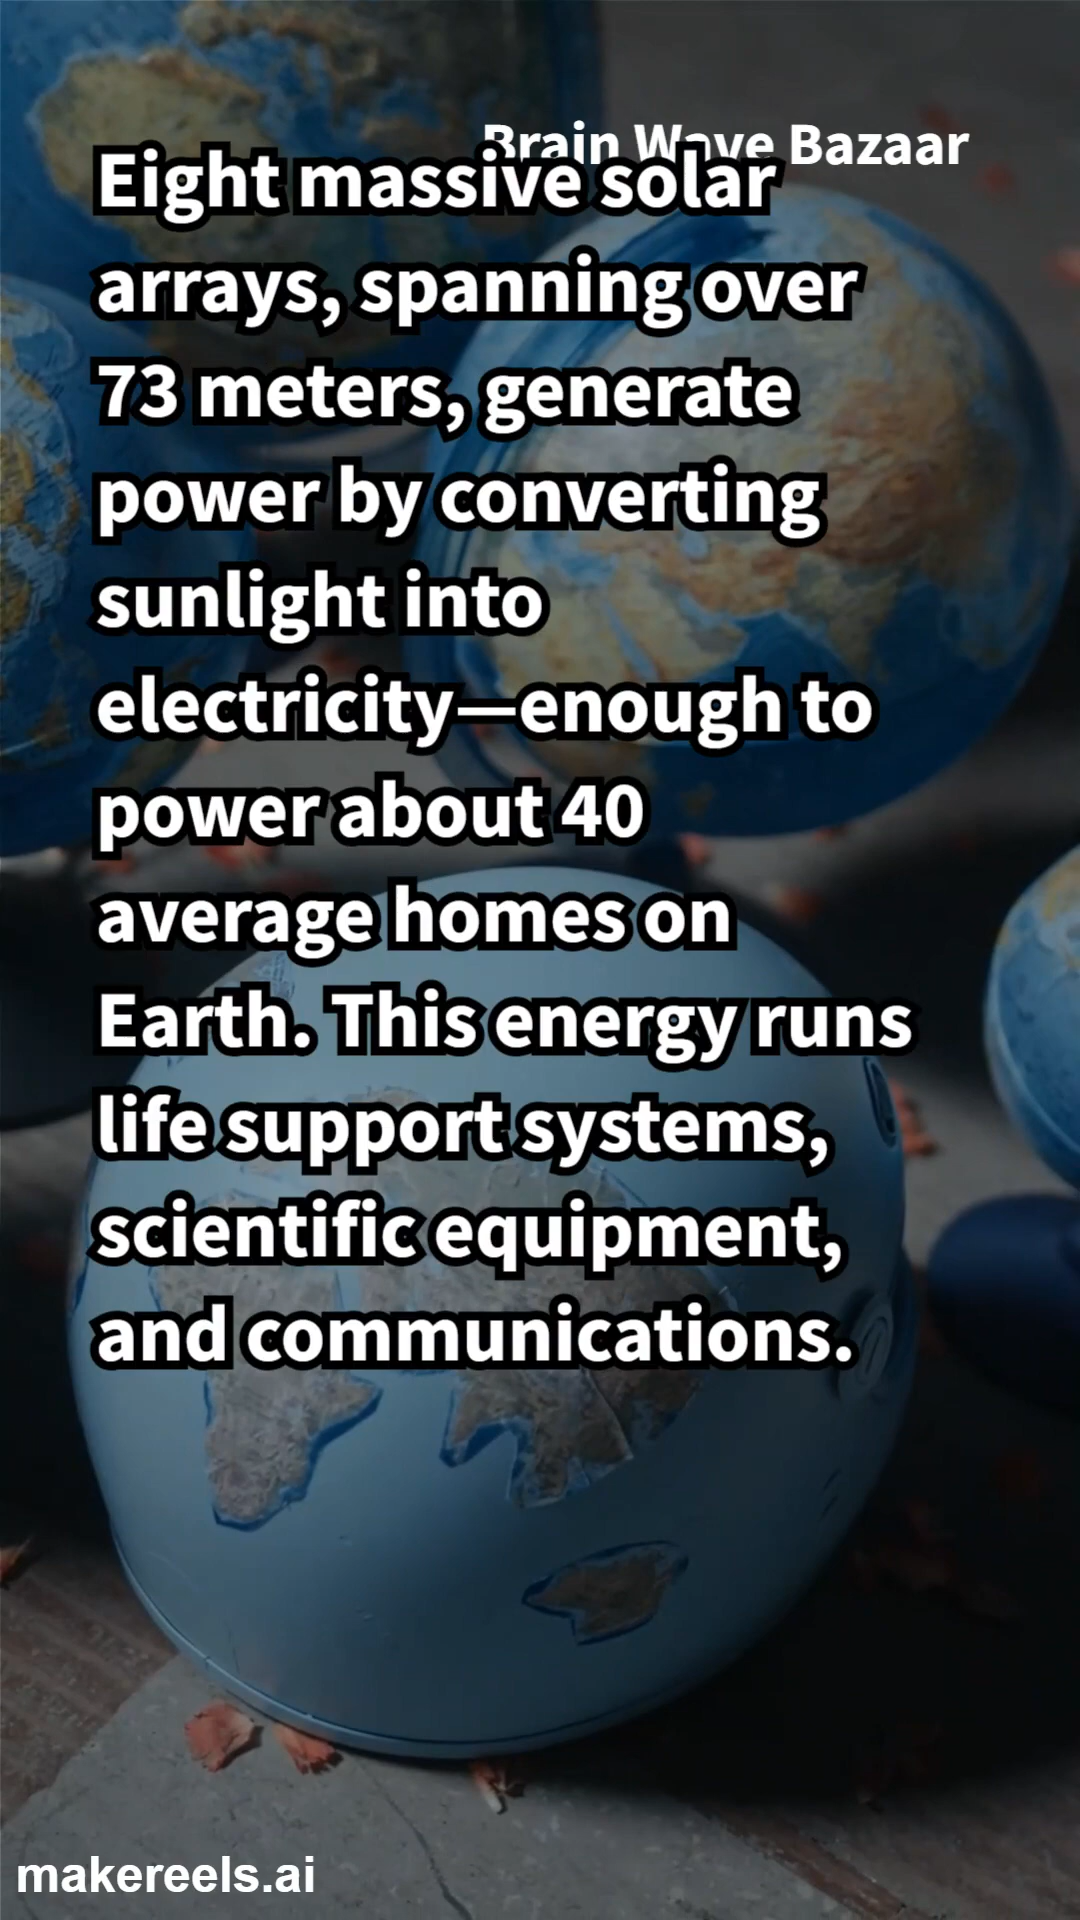 Brain Wave Bazaar
Eight massive solar
arrays, spanning over
73 meters, generate
power by converting
sunlight into
electricity—enough to
power about 40
average homes on
Earth. This energy runs
life support systems,
scientific equipment,
and communications.
makereels.ai